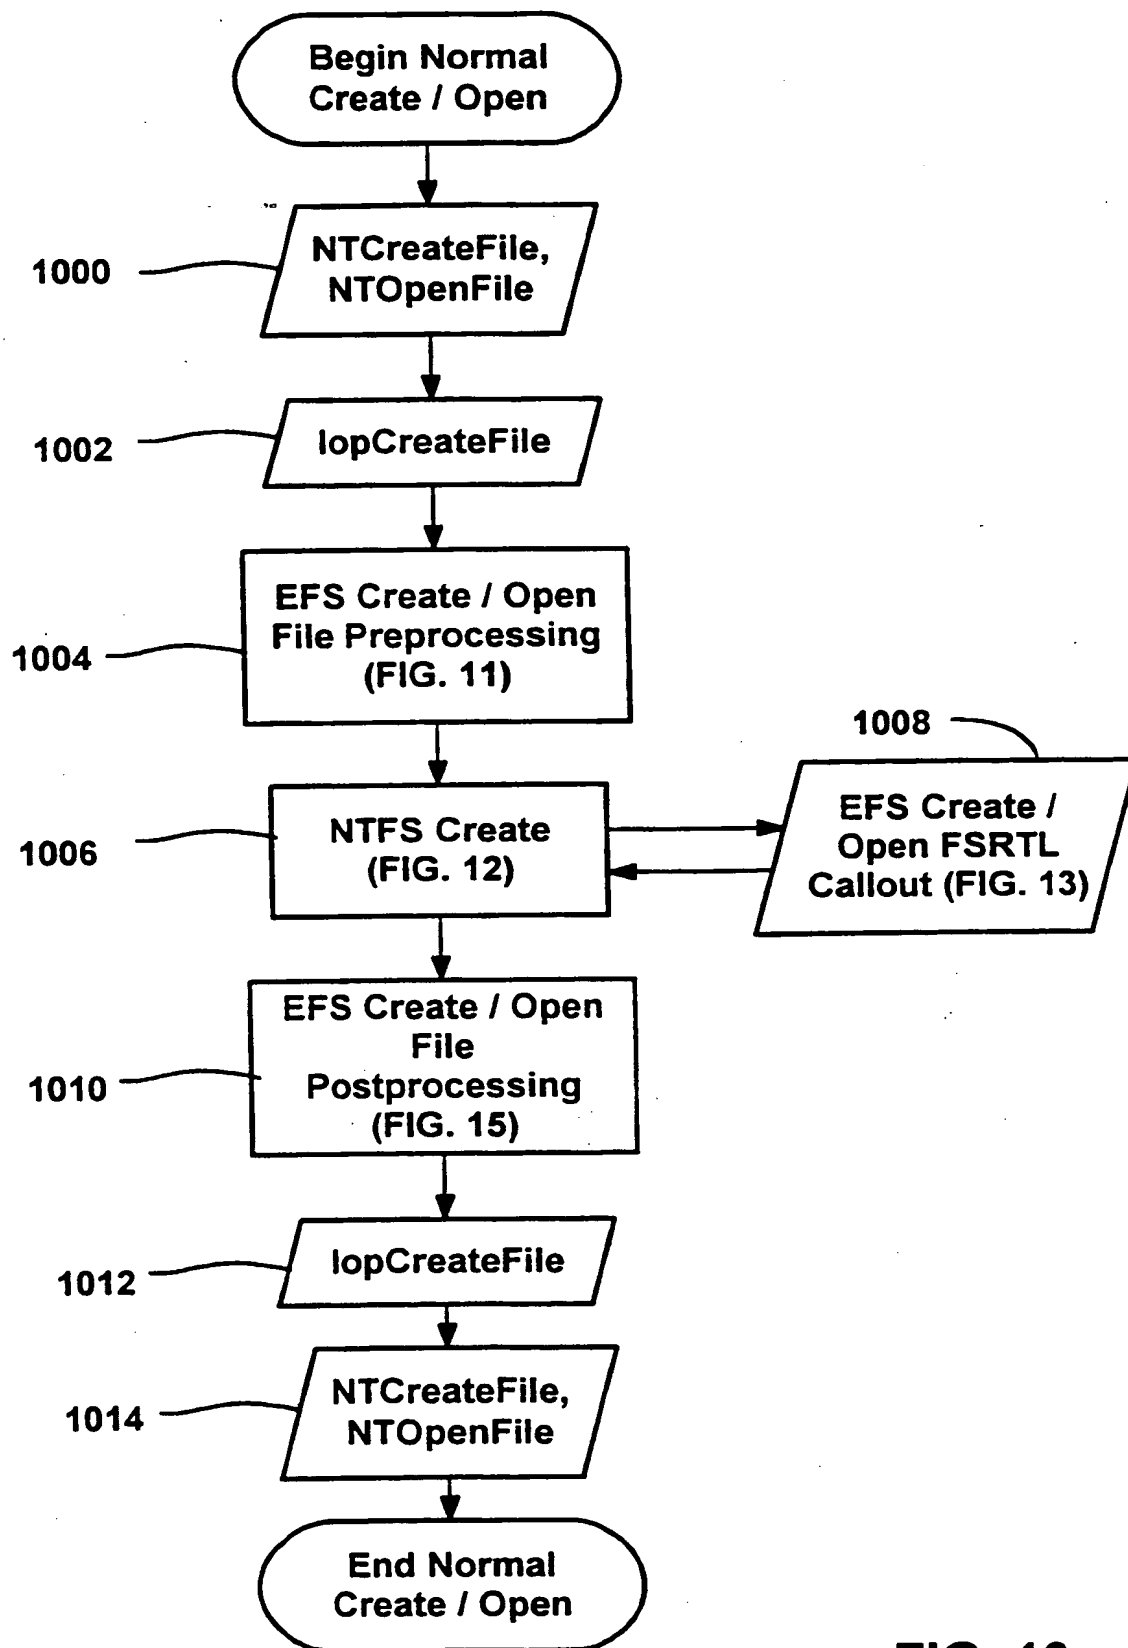 Begin Normal
Create / Open
1000
NTCreateFile,
NTOpenFile
1002
IopCreateFile
1004
EFS Create / Open
File Preprocessing
(FIG. 11)
1006
NTFS Create
(FIG. 12)
1008
EFS Create /
Open FSRTL
Callout (FIG. 13)
1010
EFS Create / Open
File
Postprocessing
(FIG. 15)
1012
IopCreateFile
1014
NTCreateFile,
NTOpenFile
End Normal
Create / Open